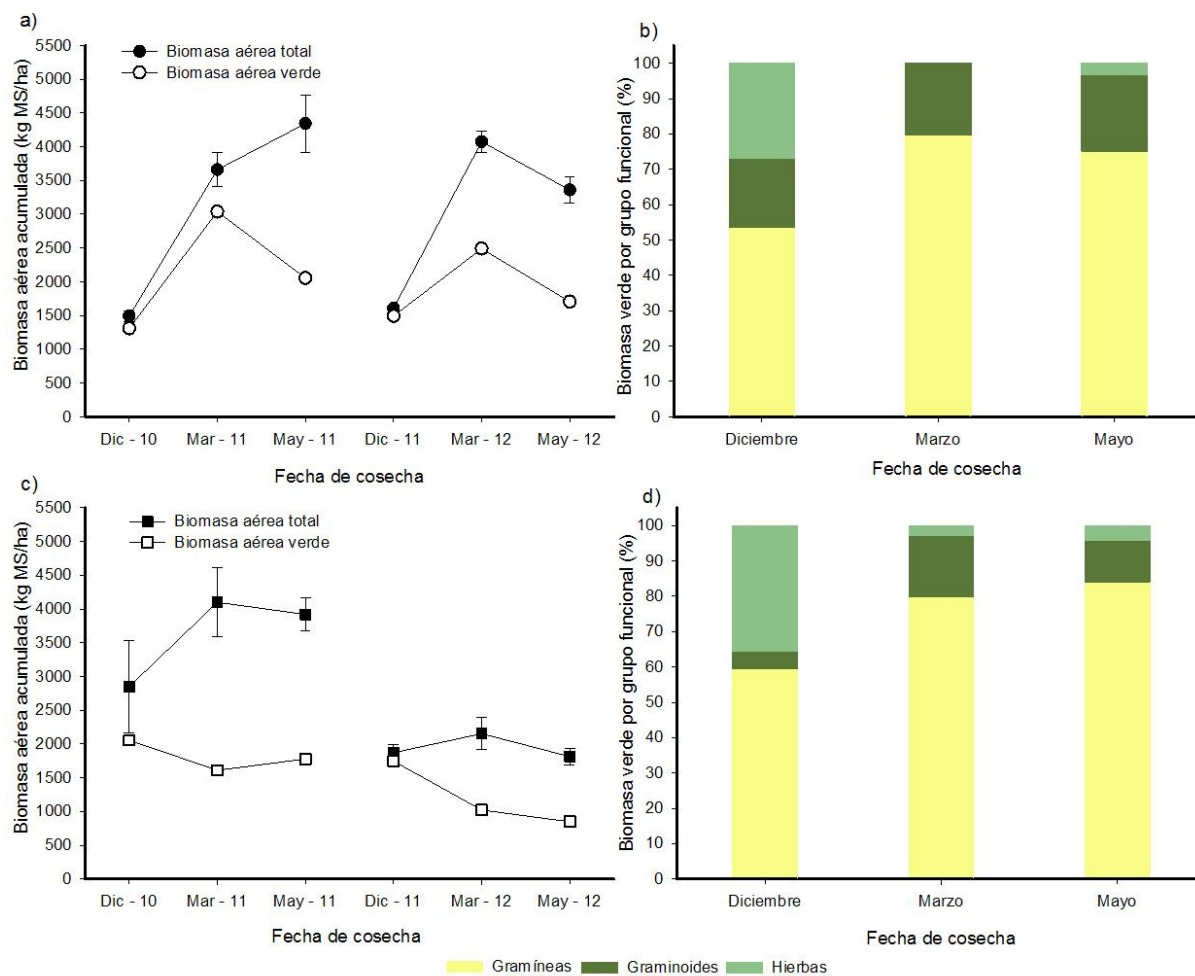 a)
Biomasa aérea acumulada (kg MS/ha)
5500
5000
4500
4000
3500
3000
2500
2000
1500
1000
500
0
Biomasa aérea total
Biomasa aérea verde
Dic - 10 Mar - 11 May - 11 Dic - 11 Mar - 12 May - 12
Fecha de cosecha
b)
Biomasa verde por grupo funcional (%)
100
90
80
70
60
50
40
30
20
10
0
Diciembre Marzo Mayo
Fecha de cosecha
c)
Biomasa aérea acumulada (kg MS/ha)
5500
5000
4500
4000
3500
3000
2500
2000
1500
1000
500
0
Biomasa aérea total
Biomasa aérea verde
Dic - 10 Mar - 11 May - 11 Dic - 11 Mar - 12 May - 12
Fecha de cosecha
d)
Biomasa verde por grupo funcional (%)
100
90
80
70
60
50
40
30
20
10
0
Diciembre Marzo Mayo
Fecha de cosecha
Gramíneas Graminoides Hierbas